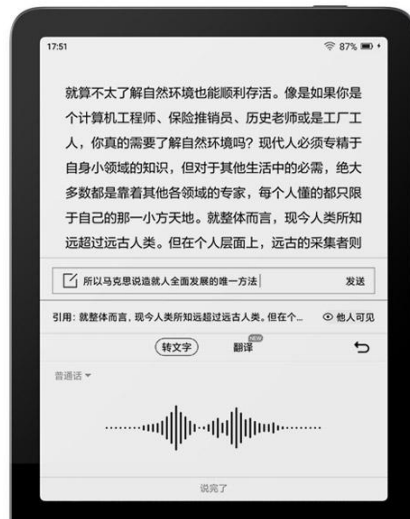 17:51 87%
就算不太了解自然环境也能顺利存活。像是如果你是
个计算机工程师、保险推销员、历史老师或是工厂工
人，你真的需要了解自然环境吗？现代人必须专精于
自身小领域的知识，但对于其他生活中的必需，绝大
多数都是靠着其他各领域的专家，每个人懂的都只限
于自己的那一小方天地。就整体而言，现今人类所知
远超过远古人类。但在个人层面上，远古的采集者则
所以马克思说造就人全面发展的唯一方法 发送
引用：就整体而言，现今人类所知远超过远古人类。但在个... 他人可见
转文字 翻译 NEW
普通话
说完了